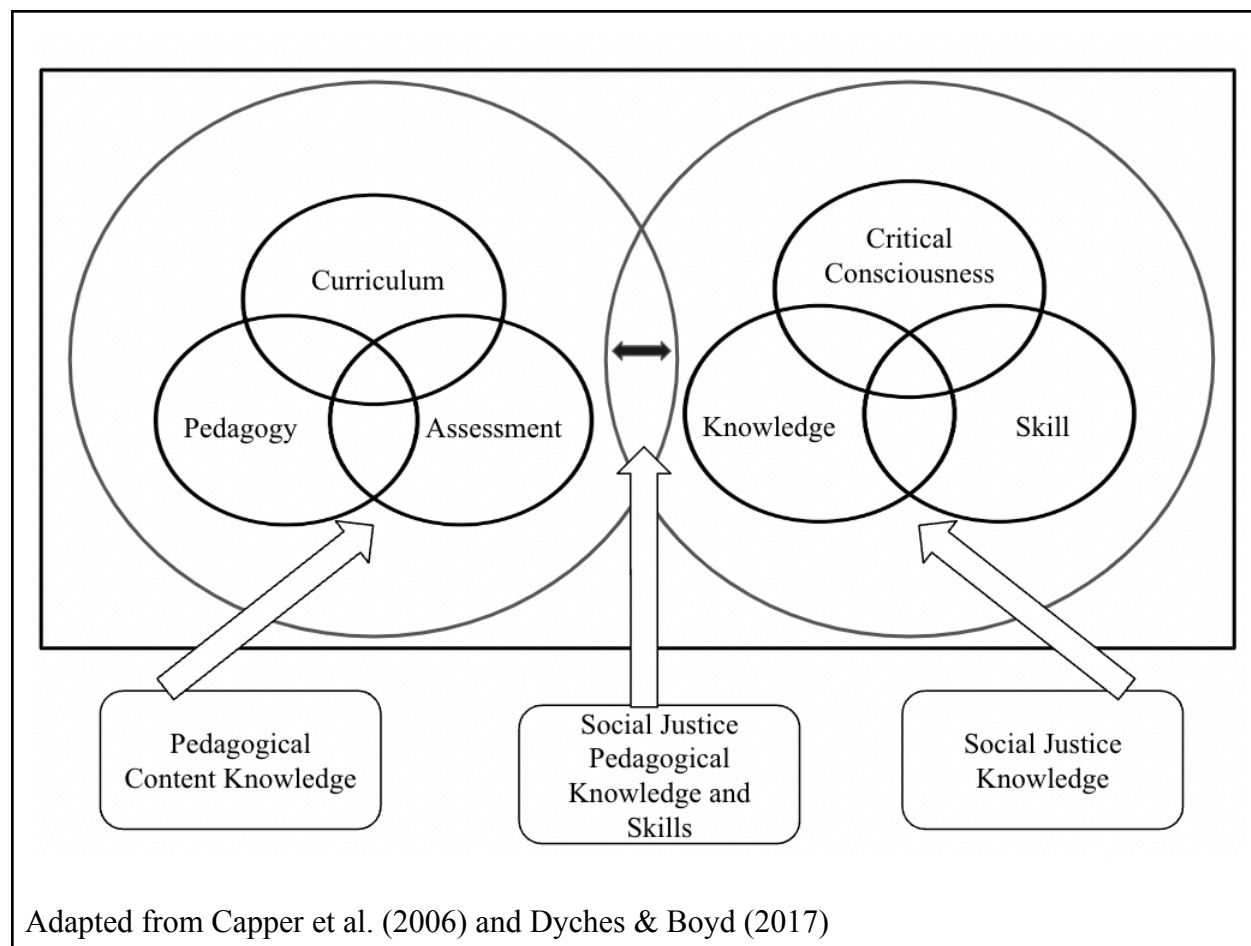 Curriculum
Pedagogy
Assessment
Critical
Consciousness
Knowledge
Skill
Pedagogical
Content Knowledge
Social Justice
Pedagogical
Knowledge and
Skills
Social Justice
Knowledge
Adapted from Capper et al. (2006) and Dyches & Boyd (2017)